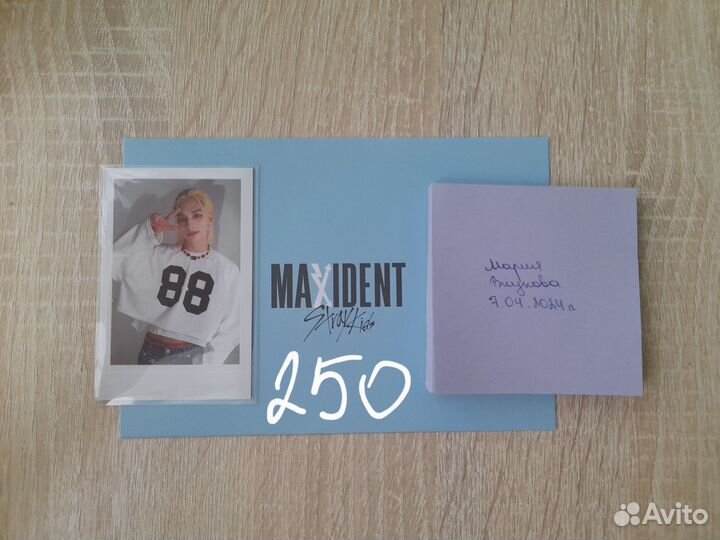 88
MAXIDENT
Stray Kids
250
Мария
7.04.2024 г
Avito